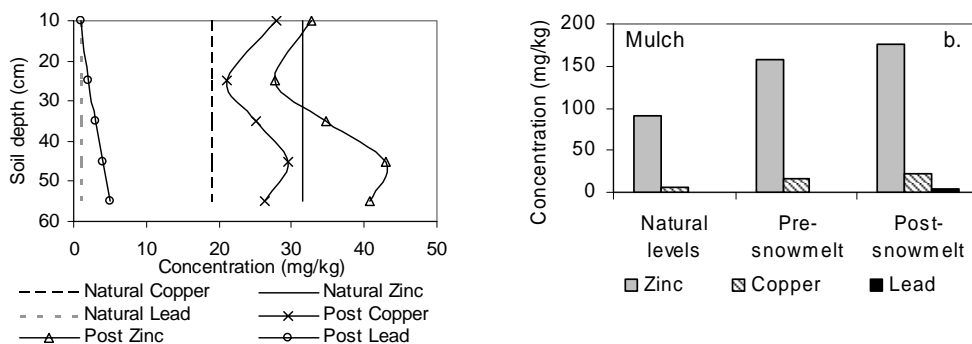 10
20
30
40
50
60
Soil depth (cm)
0 10 20 30 40 50
Concentration (mg/kg)
Natural Copper
Natural Zinc
Natural Lead
Post Copper
Post Zinc
Post Lead
Mulch
b.
200
150
100
50
0
Concentration (mg/kg)
Natural
levels
Pre-
snowmelt
Post-
snowmelt
Zinc
Copper
Lead